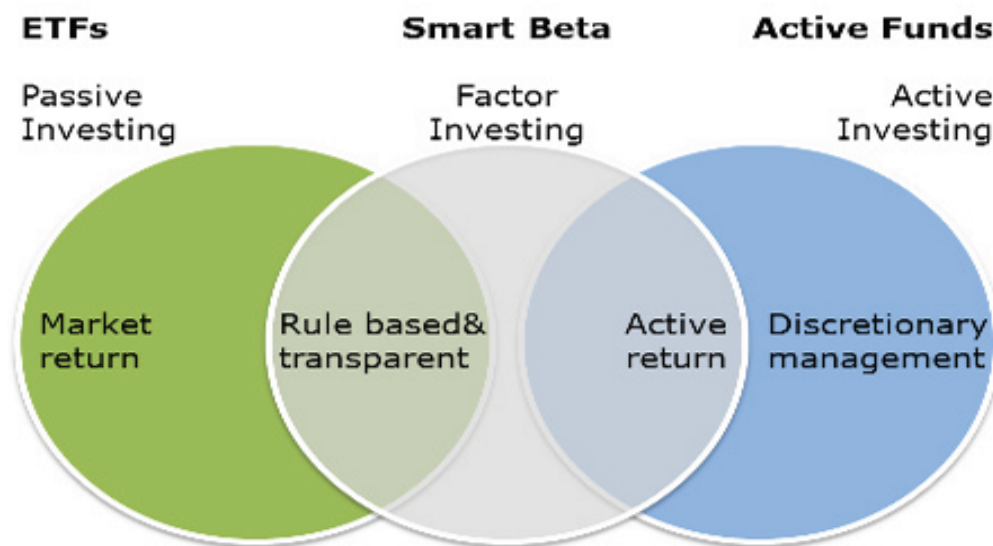 ETFs
Smart Beta
Active Funds
Passive
Investing
Factor
Investing
Active
Investing
Market
return
Rule based&
transparent
Active
return
Discretionary
management